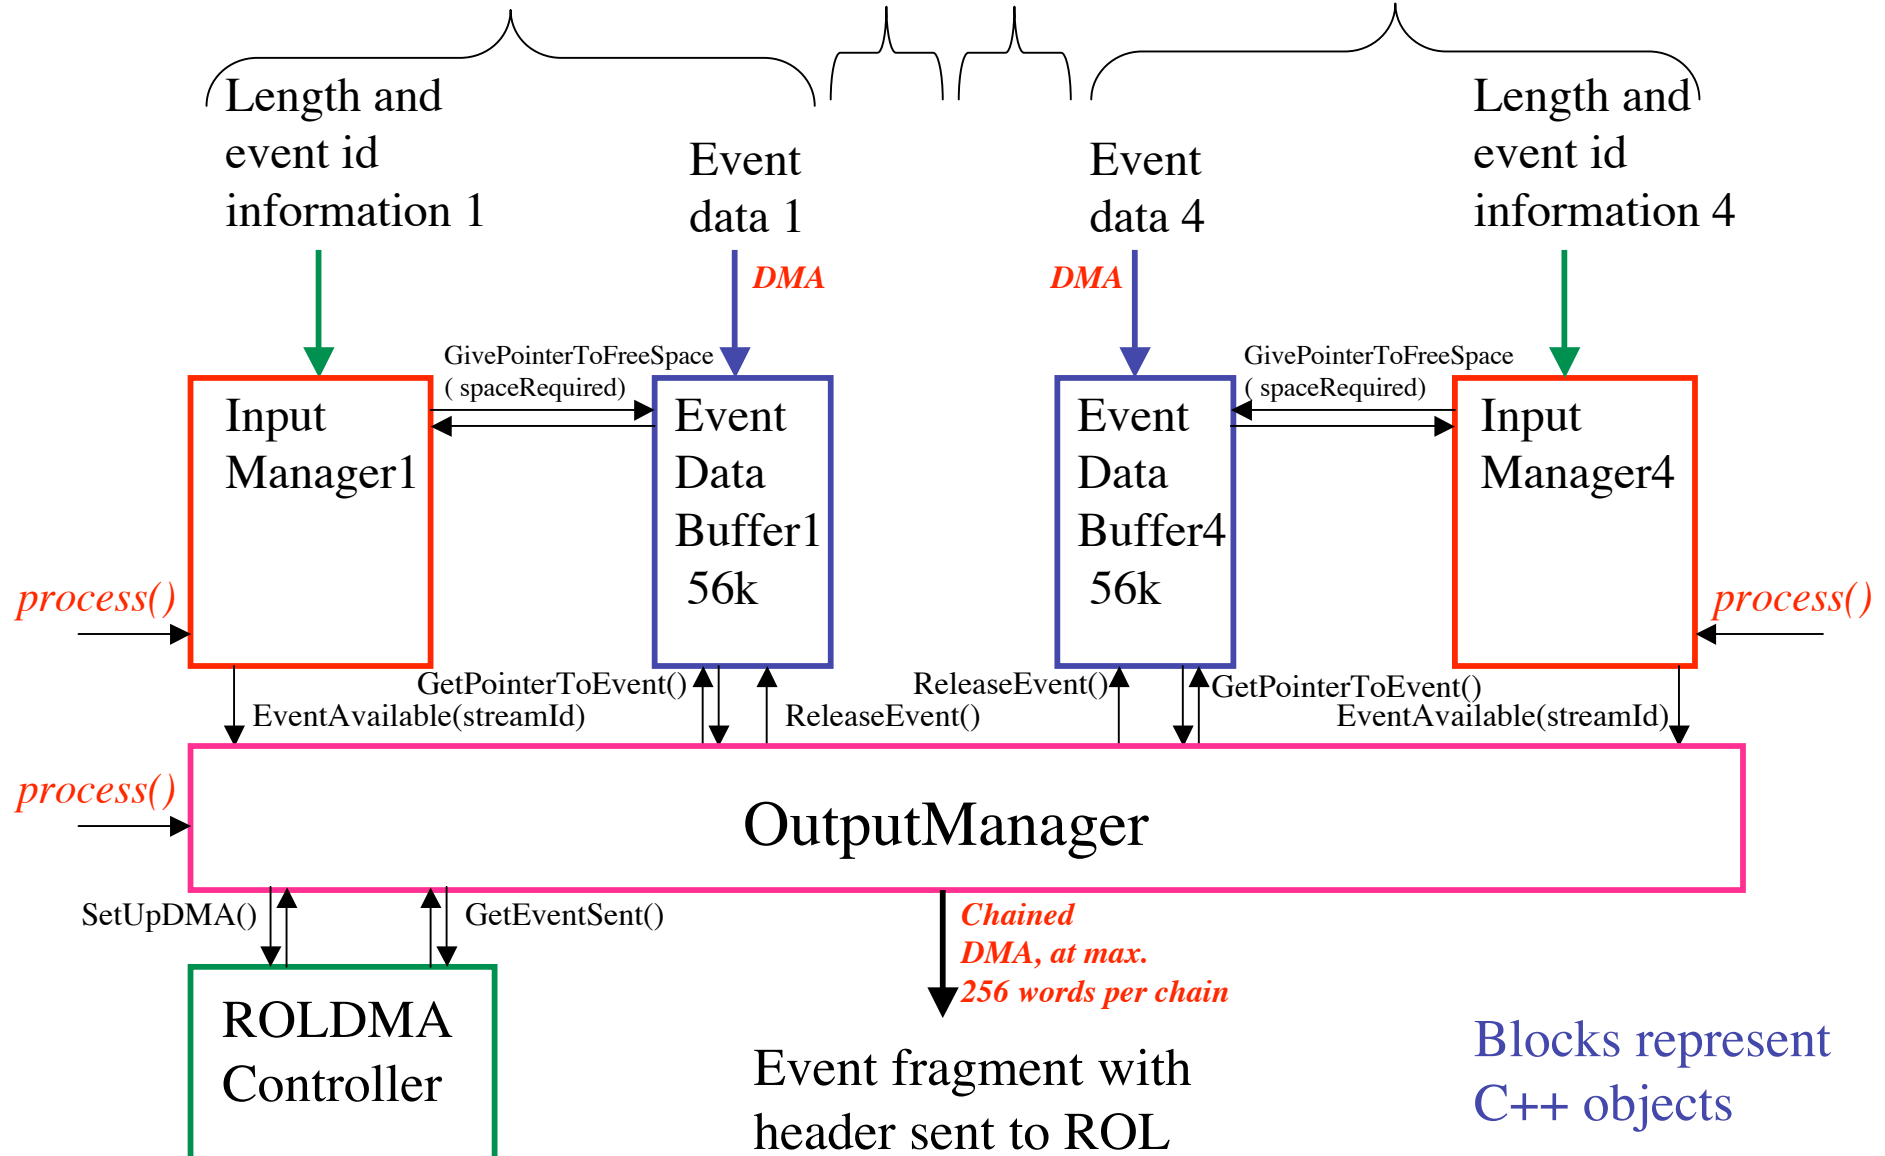 Length and
event id
information 1
Event
data 1
Event
data 4
Length and
event id
information 4
DMA
DMA
GivePointerToFreeSpace
( spaceRequired)
GivePointerToFreeSpace
( spaceRequired)
Input
Manager1
Event
Data
Buffer1
56k
Event
Data
Buffer4
56k
Input
Manager4
process()
process()
GetPointerToEvent()
EventAvailable(streamId)
ReleaseEvent()
ReleaseEvent()
GetPointerToEvent()
EventAvailable(streamId)
process()
OutputManager
SetUpDMA()
GetEventSent()
Chained
DMA, at max.
256 words per chain
ROLDMA
Controller
Event fragment with
header sent to ROL
Blocks represent
C++ objects